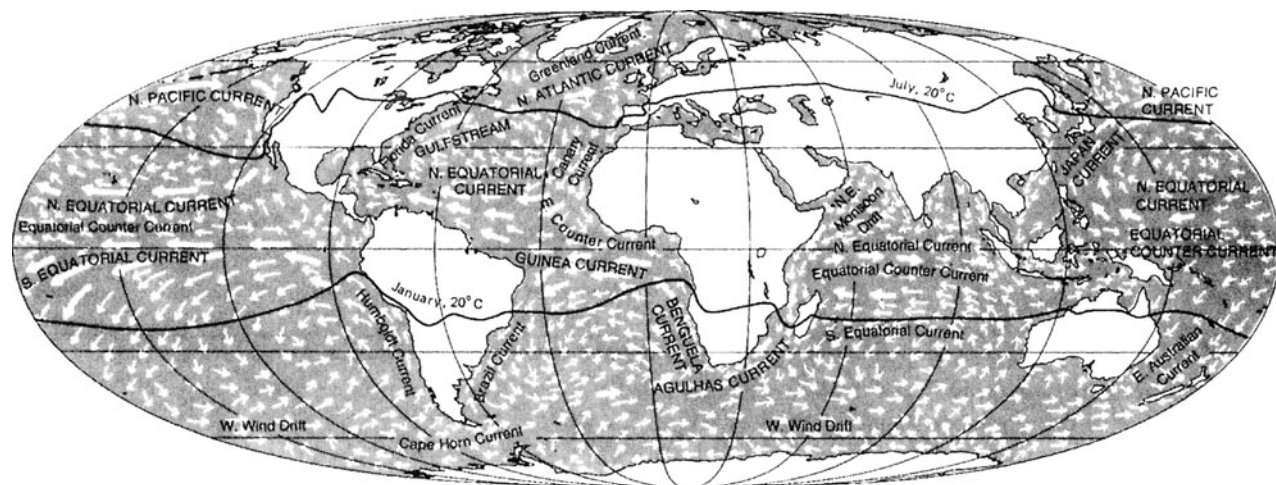 Greenland Current
N. ATLANTIC CURRENT
N. PACIFIC CURRENT
July, 20°C
N. PACIFIC
CURRENT
Florida Current
GULFSTREAM
Canary
Current
JAPAN
CURRENT
N. EQUATORIAL
CURRENT
N. EQUATORIAL
CURRENT
N.E.
Monsoon
Drift
N. EQUATORIAL CURRENT
Equatorial Counter Current
E. Counter Current
N. Equatorial Current
EQUATORIAL
COUNTER CURRENT
S. EQUATORIAL CURRENT
GUINEA CURRENT
Equatorial Counter Current
January, 20°C
Humboldt Current
Brazil Current
BENGUELA
CURRENT
S. Equatorial Current
E. Australian
Current
AGULHAS CURRENT
W. Wind Drift
Cape Horn Current
W. Wind Drift